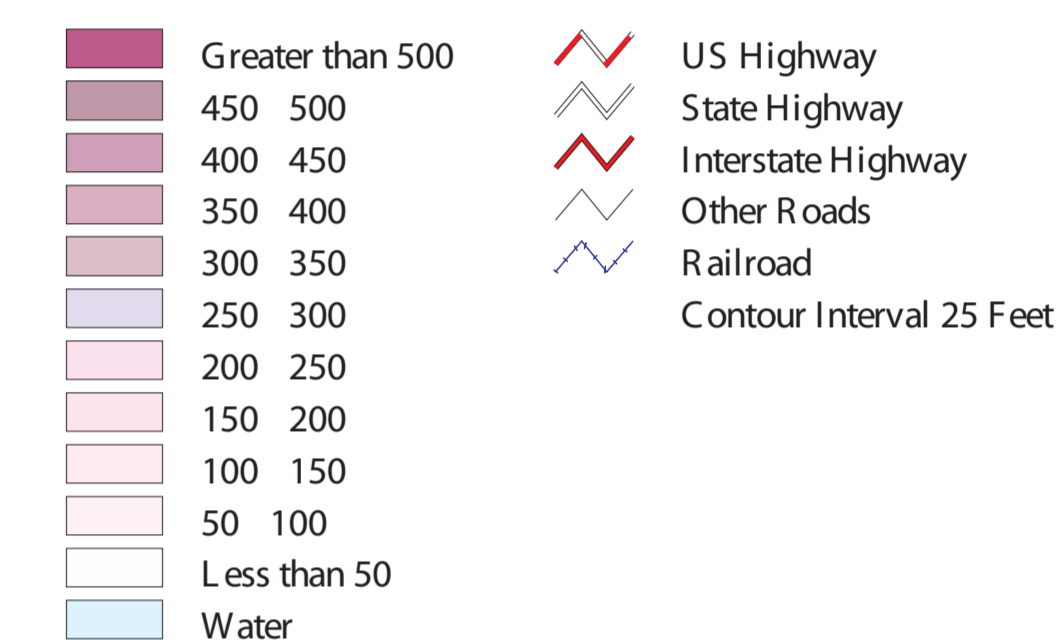 Greater than 500
450 500
400 450
350 400
300 350
250 300
200 250
150 200
100 150
50 100
Less than 50
Water
US Highway
State Highway
Interstate Highway
Other Roads
Railroad
Contour Interval 25 Feet